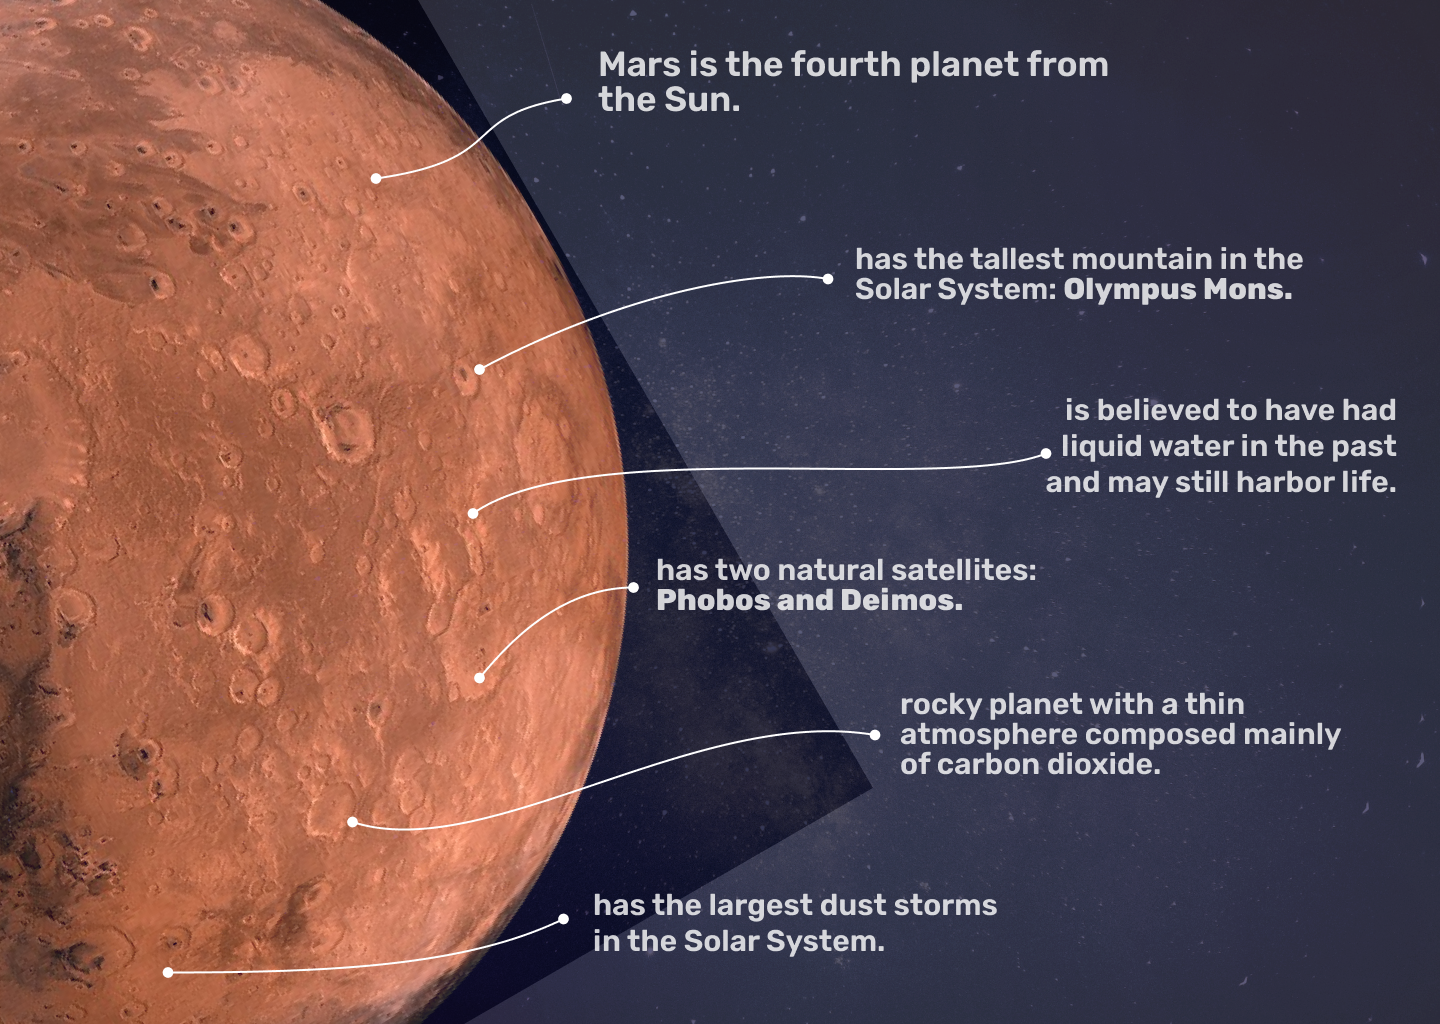 Mars is the fourth planet from
the Sun.
has the tallest mountain in the
Solar System: Olympus Mons.
is believed to have had
liquid water in the past
and may still harbor life.
has two natural satellites:
Phobos and Deimos.
rocky planet with a thin
atmosphere composed mainly
of carbon dioxide.
has the largest dust storms
in the Solar System.